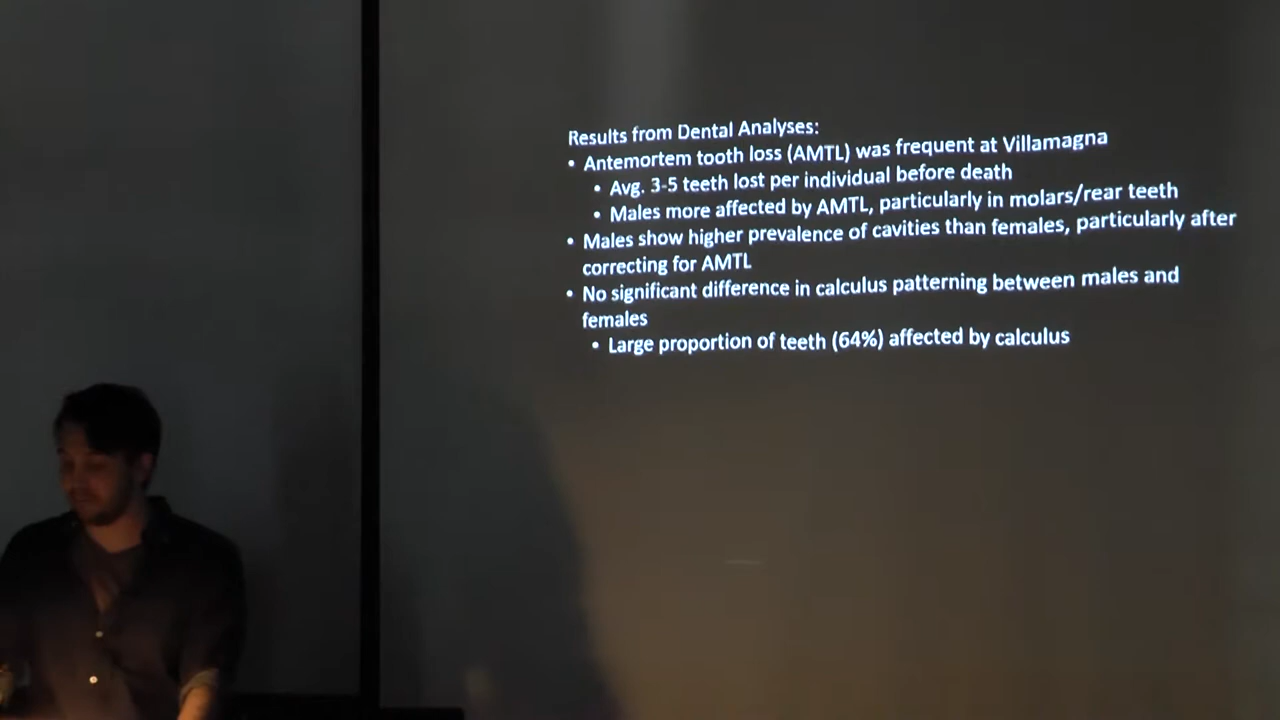 Results from Dental Analyses:
• Antemortem tooth loss (AMTL) was frequent at Villamagna
• Avg. 3-5 teeth lost per individual before death
• Males more affected by AMTL, particularly in molars/rear teeth
• Males show higher prevalence of cavities than females, particularly after
correcting for AMTL
• No significant difference in calculus patterning between males and
females
• Large proportion of teeth (64%) affected by calculus